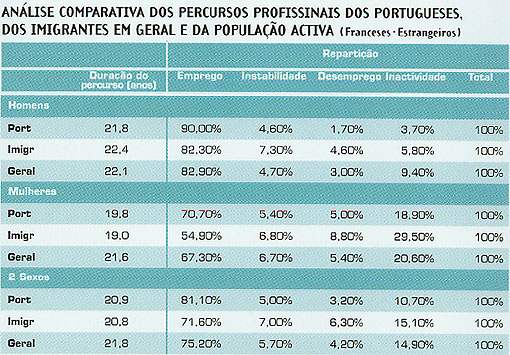 ANÁLISE COMPARATIVA DOS PERCURSOS PROFISSINAIS DOS PORTUGUESES,
DOS IMIGRANTES EM GERAL E DA POPULAÇÃO ACTIVA (Franceses · Estrangeiros)
Repartição
Duração do percurso (anos) Emprego Instabilidade Desemprego Inactividade Total
Homens
Port 21,8 90,00% 4,60% 1,70% 3,70% 100%
Imigr 22,4 82,30% 7,30% 4,60% 5,80% 100%
Geral 22,1 82,90% 4,70% 3,00% 9,40% 100%
Mulheres
Port 19,8 70,70% 5,40% 5,00% 18,90% 100%
Imigr 19,0 54,90% 6,80% 8,80% 29,50% 100%
Geral 21,6 67,30% 6,70% 5,40% 20,60% 100%
2 Sexos
Port 20,9 81,10% 5,00% 3,20% 10,70% 100%
Imigr 20,8 71,60% 7,00% 6,30% 15,10% 100%
Geral 21,8 75,20% 5,70% 4,20% 14,90% 100%